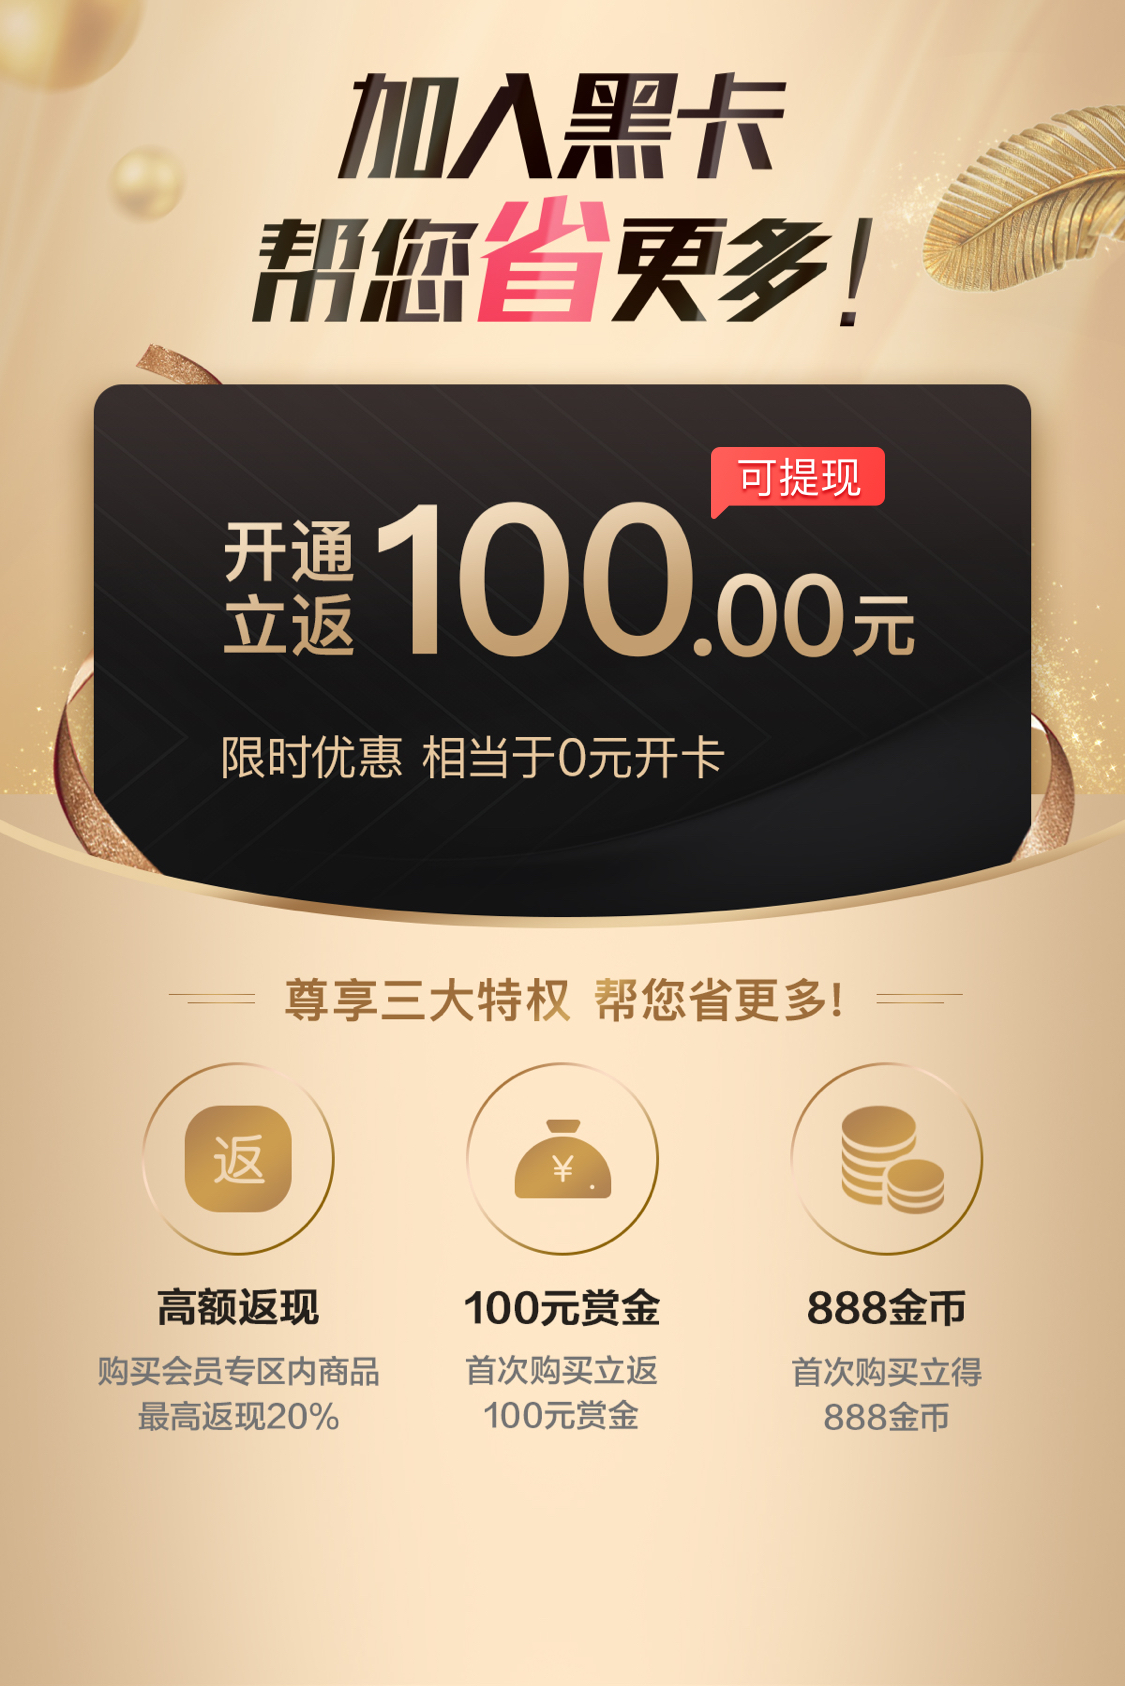 加入黑卡
帮您省更多!
可提现
开通立返100.00元
限时优惠 相当于0元开卡
尊享三大特权 帮您省更多!
返
¥
高额返现
购买会员专区内商品
最高返现20%
100元赏金
首次购买立返
100元赏金
888金币
首次购买立得
888金币